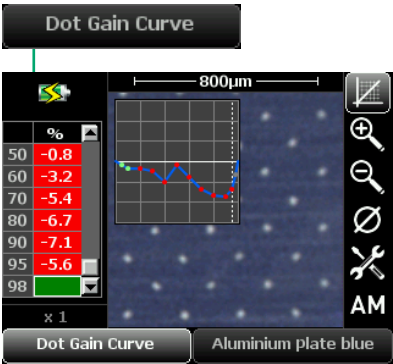 Dot Gain Curve
800µm
%
50 -0.8
60 -3.2
70 -5.4
80 -6.7
90 -7.1
95 -5.6
98
x 1
AM
Dot Gain Curve
Aluminium plate blue